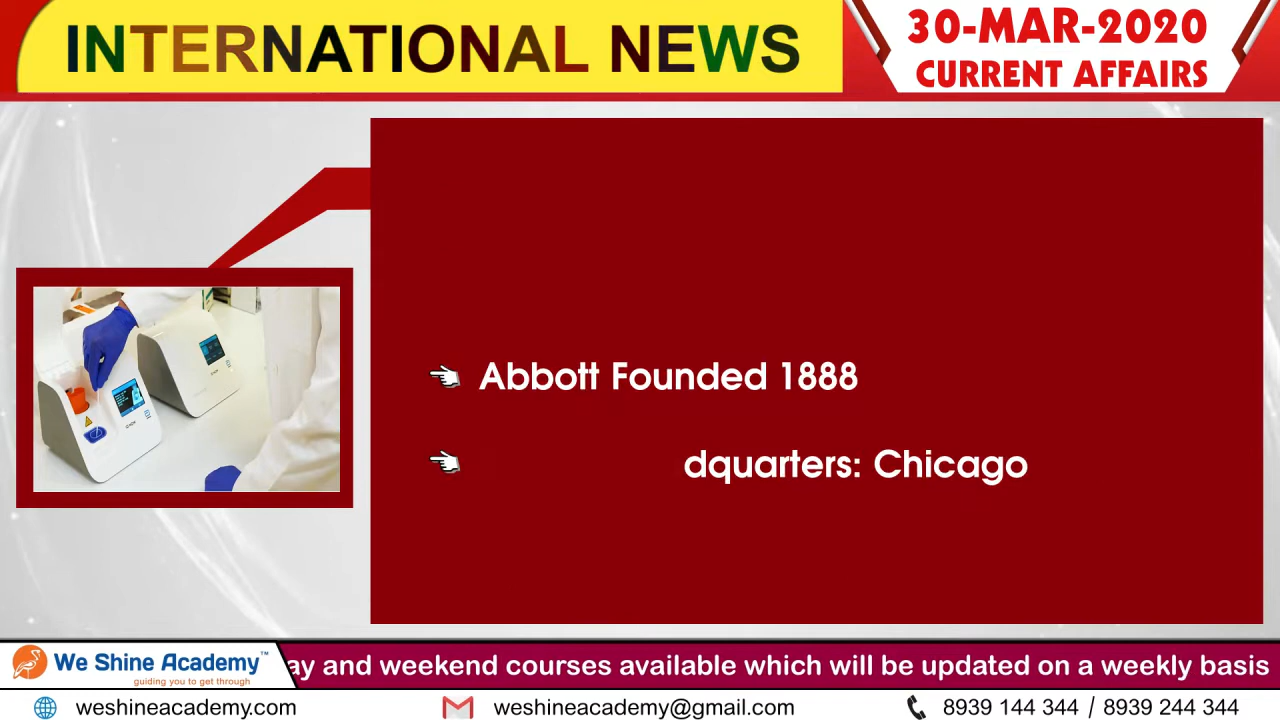 INTERNATIONAL NEWS
30-MAR-2020
CURRENT AFFAIRS
Abbott Founded 1888
dquarters: Chicago
We Shine Academy™
guiding you to get through
ay and weekend courses available which will be updated on a weekly basis
weshineacademy.com
weshineacademy@gmail.com
8939 144 344 / 8939 244 344